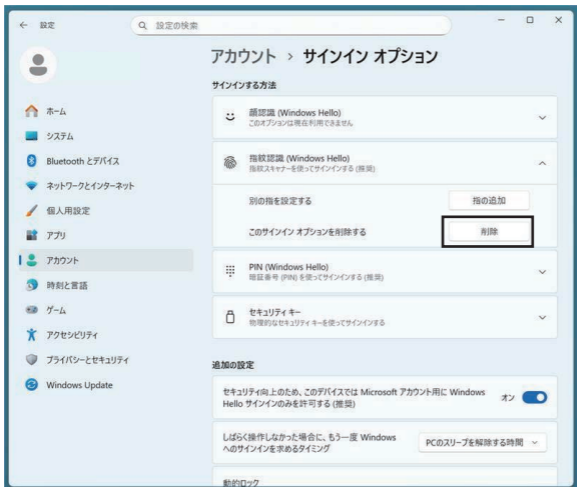 ← 設定
設定の検索
アカウント > サインイン オプション
サインインする方法
ホーム
システム
Bluetooth とデバイス
ネットワークとインターネット
個人用設定
アプリ
アカウント
時刻と言語
ゲーム
アクセシビリティ
プライバシーとセキュリティ
Windows Update
顔認識 (Windows Hello)
このオプションは現在利用できません
指紋認識 (Windows Hello)
指紋スキャナーを使ってサインインする (推奨)
別の指を設定する
指の追加
このサインイン オプションを削除する
削除
PIN (Windows Hello)
暗証番号 (PIN) を使ってサインインする (推奨)
セキュリティ キー
物理的なセキュリティ キーを使ってサインインする
追加の設定
セキュリティ向上のため、このデバイスでは Microsoft アカウント用に Windows
Hello サインインのみを許可する (推奨)
オン
しばらく操作しなかった場合に、もう一度 Windows
へのサインインを求めるタイミング
PCのスリープを解除する時間
動的ロック